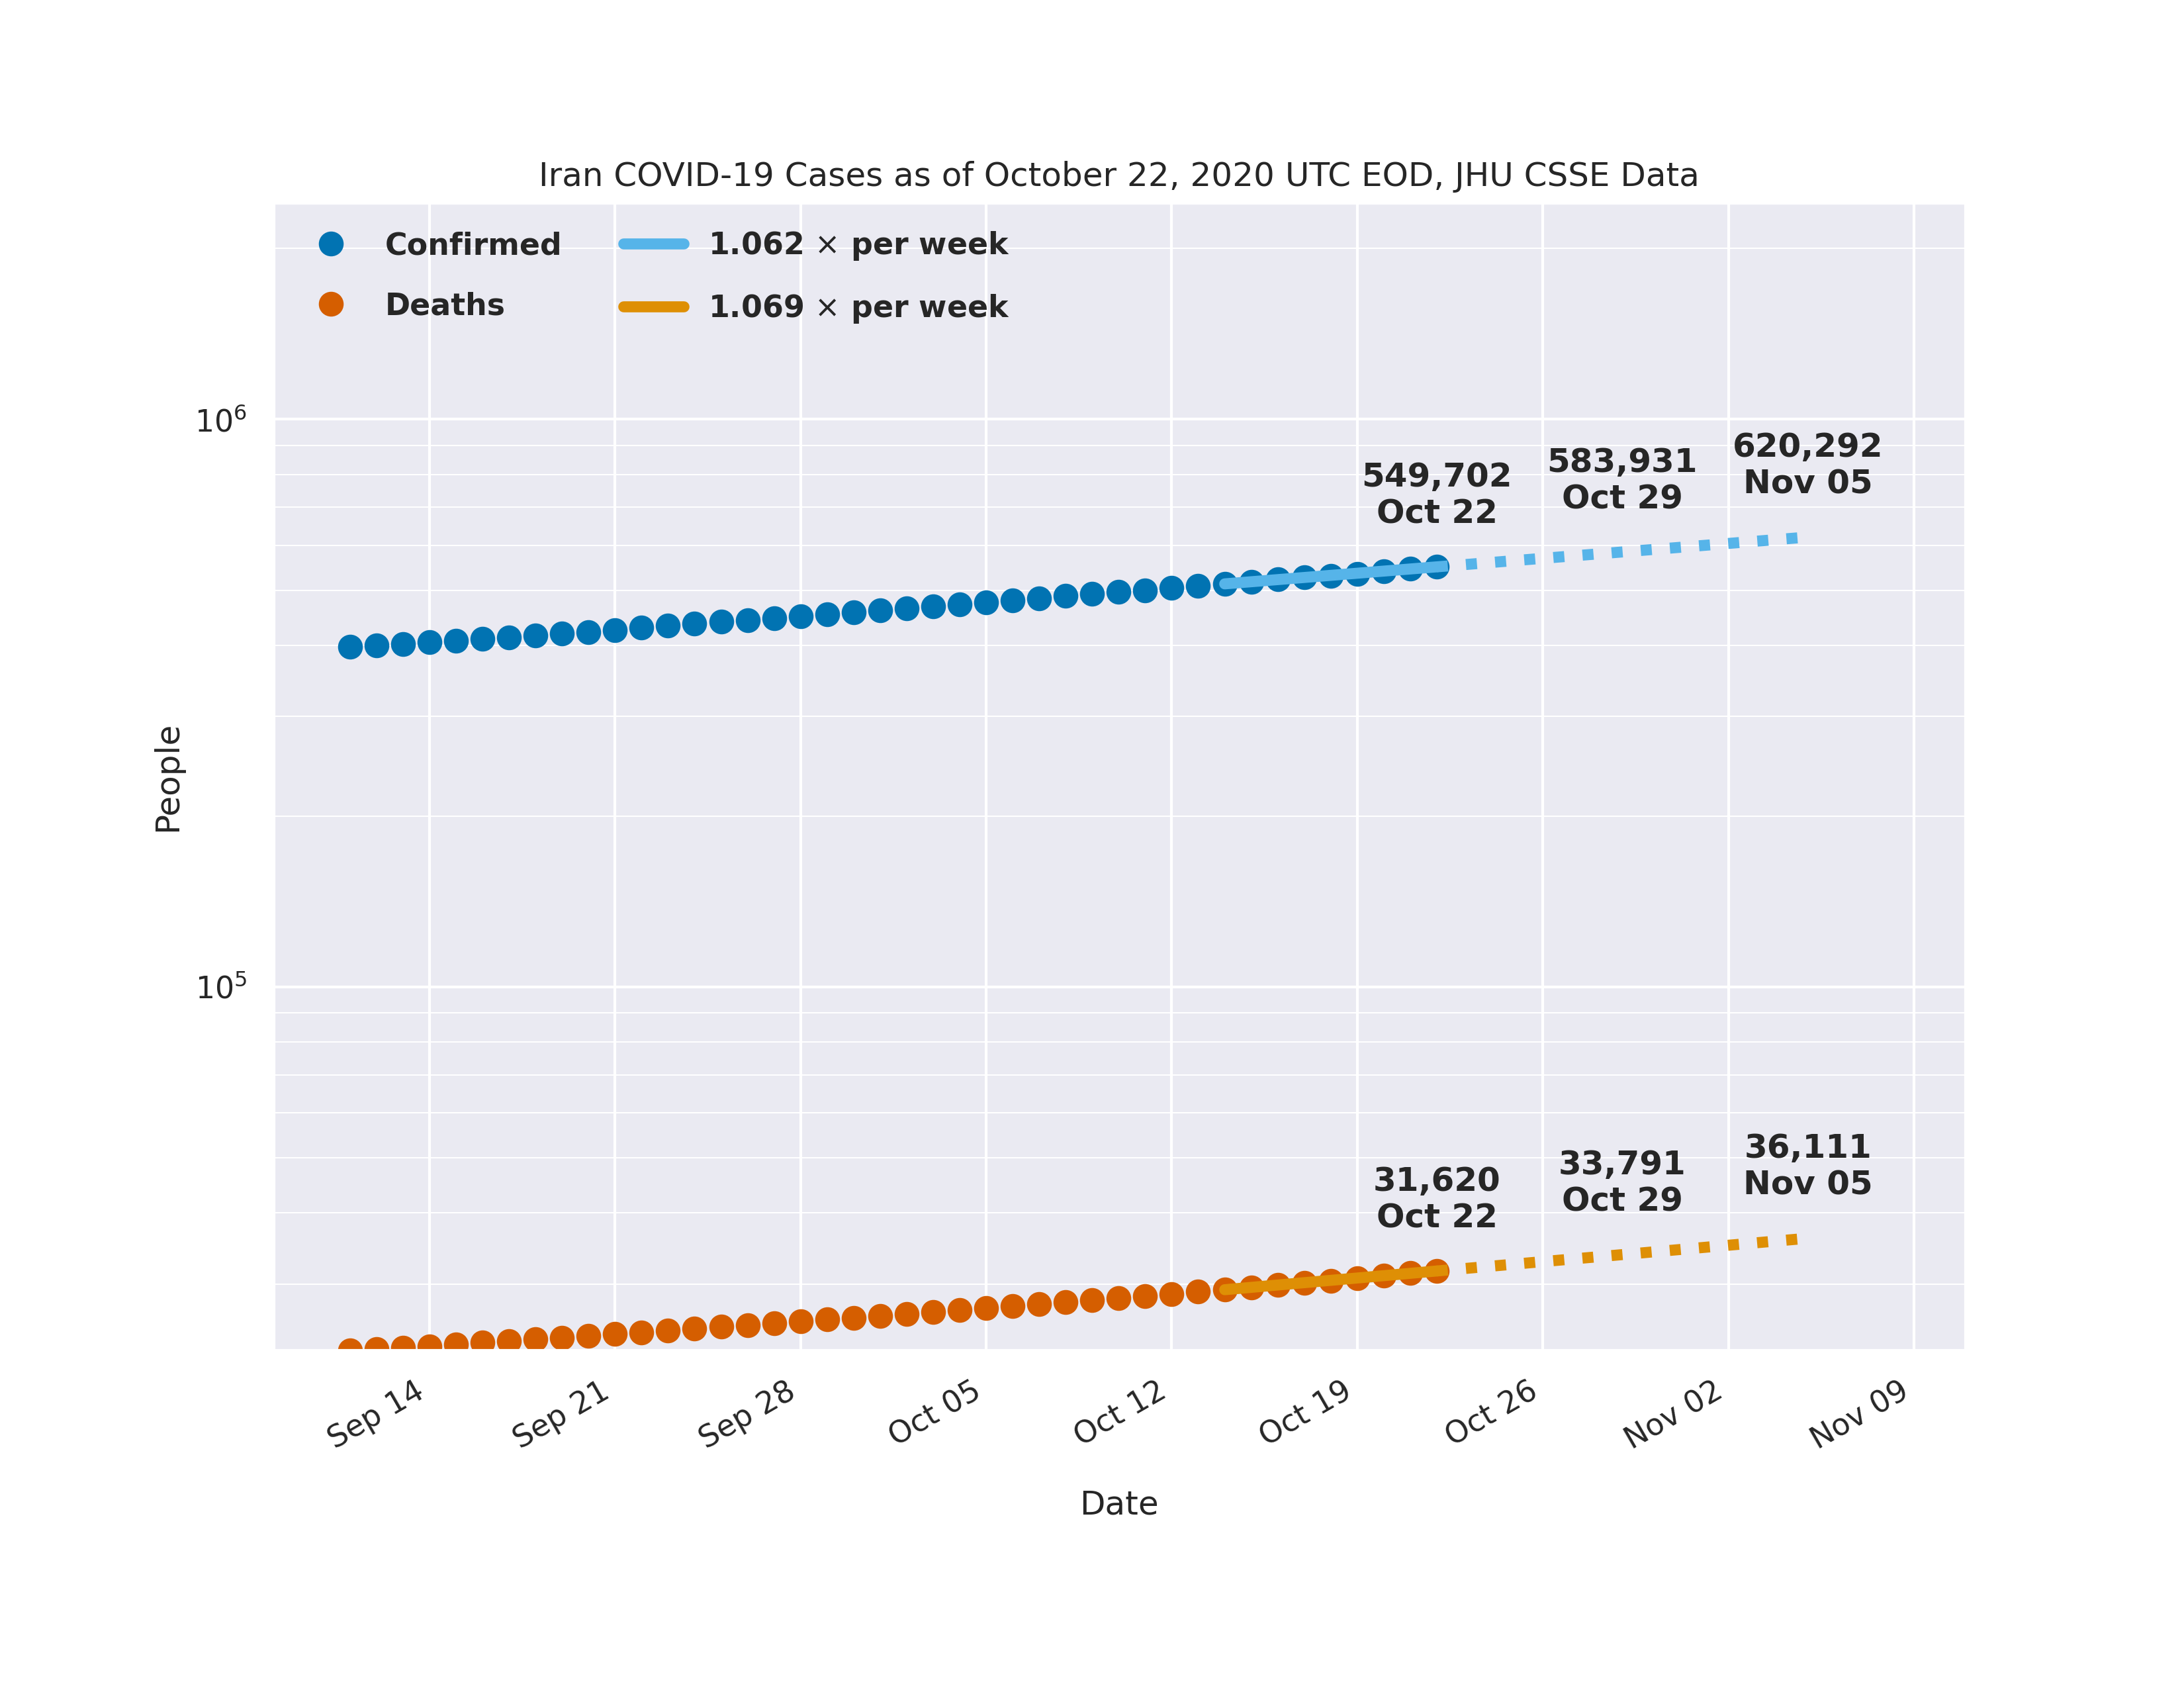 Iran COVID-19 Cases as of October 22, 2020 UTC EOD, JHU CSSE Data
Confirmed
Deaths
1.062 × per week
1.069 × per week
10⁶
10⁵
People
549,702
Oct 22
583,931
Oct 29
620,292
Nov 05
31,620
Oct 22
33,791
Oct 29
36,111
Nov 05
Sep 14
Sep 21
Sep 28
Oct 05
Oct 12
Oct 19
Oct 26
Nov 02
Nov 09
Date